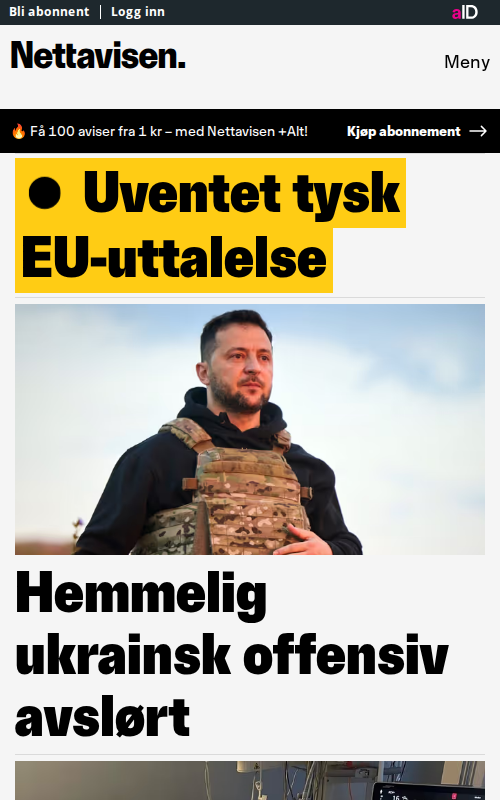 Bli abonnent | Logg inn
aID
Nettavisen.
Meny
🔥 Få 100 aviser fra 1 kr – med Nettavisen +Alt!
Kjøp abonnement →
● Uventet tysk
EU-uttalelse
Hemmelig
ukrainsk offensiv
avslørt